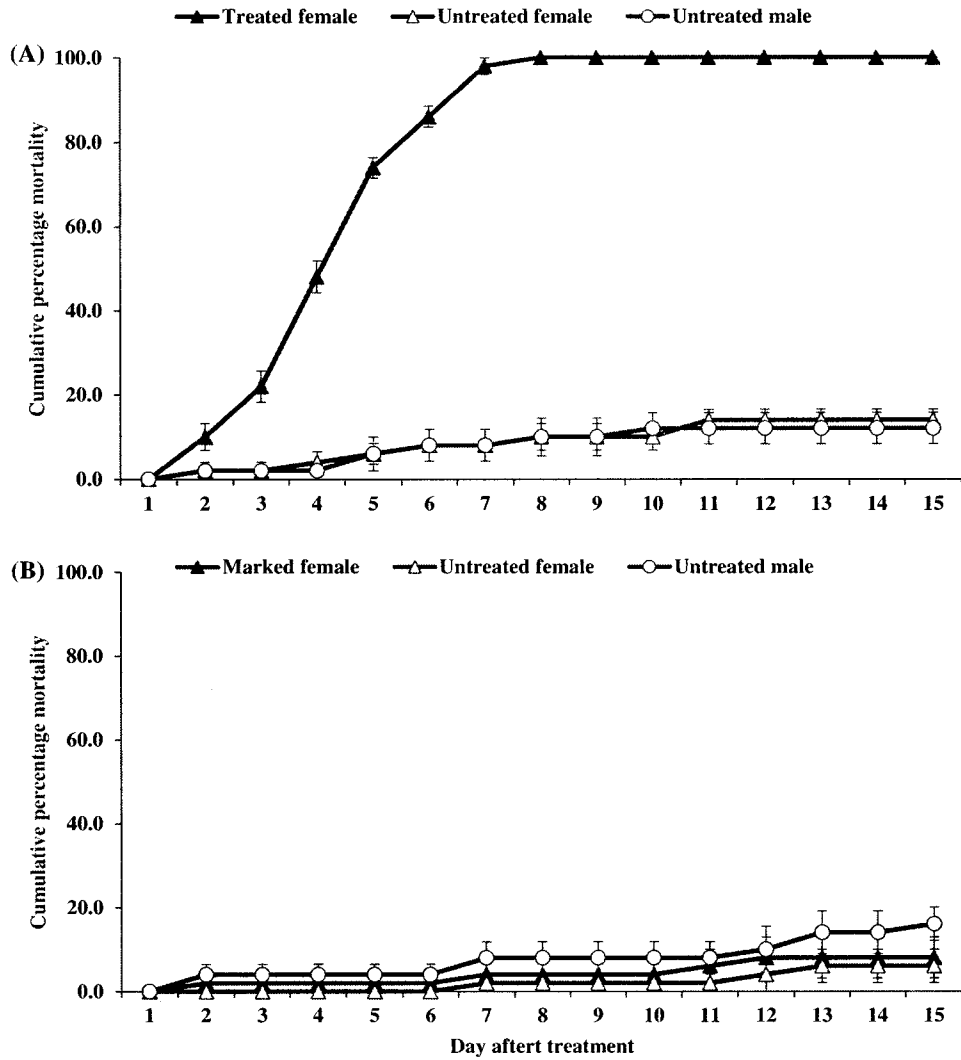 Treated female Untreated female Untreated male
(A)
100.0
80.0
60.0
40.0
20.0
0.0
Cumulative percentage mortality
1 2 3 4 5 6 7 8 9 10 11 12 13 14 15
(B)
Marked female Untreated female Untreated male
100.0
80.0
60.0
40.0
20.0
0.0
Cumulative percentage mortality
1 2 3 4 5 6 7 8 9 10 11 12 13 14 15
Day aftert treatment